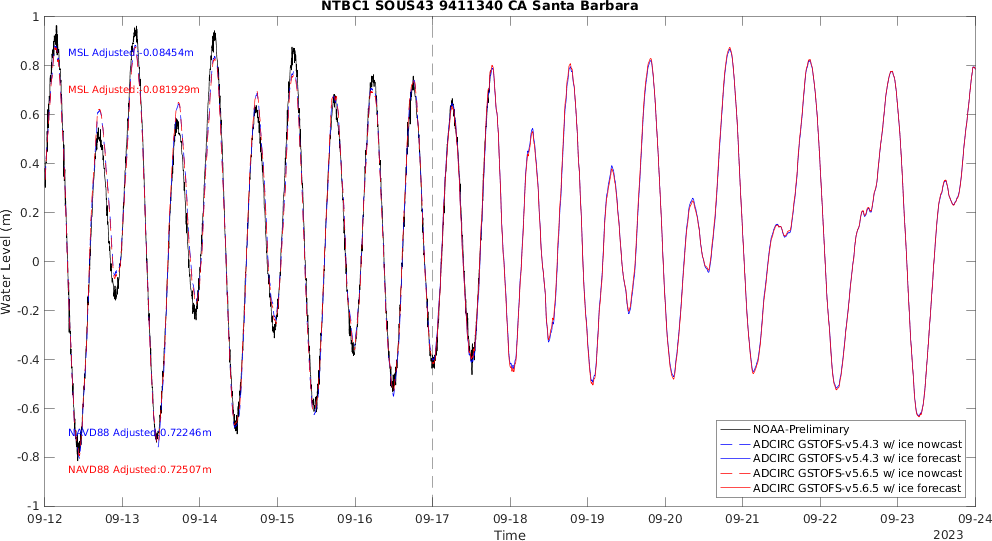 NTBC1 SOUS43 9411340 CA Santa Barbara
1
0.8
0.6
0.4
0.2
0
-0.2
-0.4
-0.6
-0.8
-1
Water Level (m)
MSL Adjusted:-0.08454m
MSL Adjusted:-0.081929m
NAVD88 Adjusted:0.72246m
NAVD88 Adjusted:0.72507m
NOAA-Preliminary
ADCIRC GSTOFS-v5.4.3 w/ ice nowcast
ADCIRC GSTOFS-v5.4.3 w/ ice forecast
ADCIRC GSTOFS-v5.6.5 w/ ice nowcast
ADCIRC GSTOFS-v5.6.5 w/ ice forecast
09-12 09-13 09-14 09-15 09-16 09-17 09-18 09-19 09-20 09-21 09-22 09-23 09-24
Time
2023